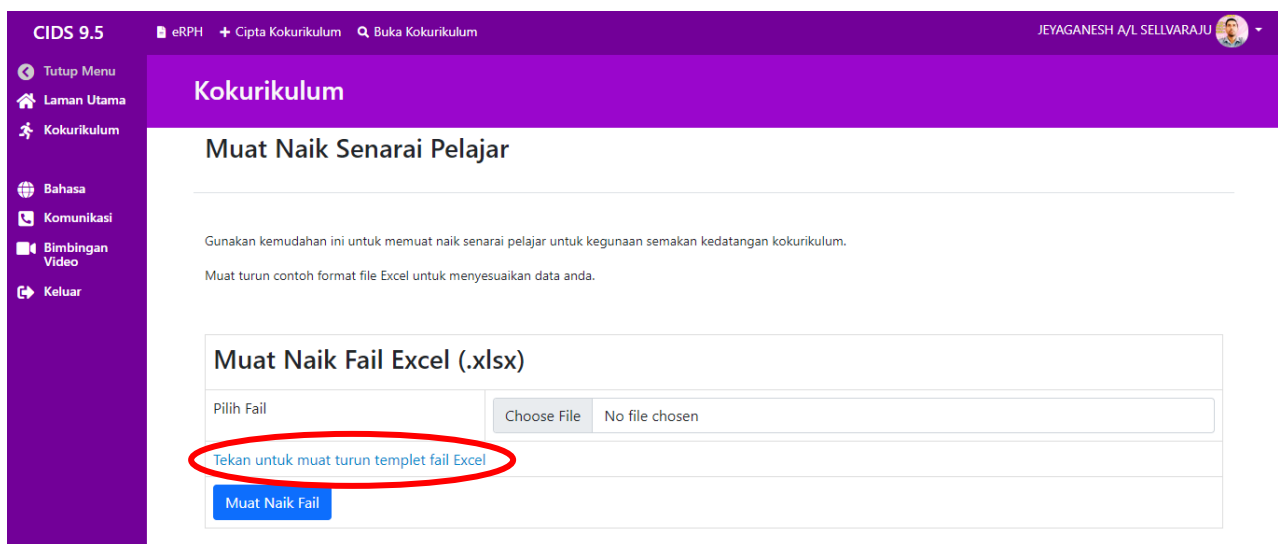 CIDS 9.5
eRPH
Cipta Kokurikulum
Buka Kokurikulum
JEYAGANESH A/L SELLVARAJU
Tutup Menu
Laman Utama
Kokurikulum
Bahasa
Komunikasi
Bimbingan
Video
Keluar
Kokurikulum
Muat Naik Senarai Pelajar
Gunakan kemudahan ini untuk memuat naik senarai pelajar untuk kegunaan semakan kedatangan kokurikulum.
Muat turun contoh format file Excel untuk menyesuaikan data anda.
Muat Naik Fail Excel (.xlsx)
Pilih Fail
Choose File No file chosen
Tekan untuk muat turun templet fail Excel
Muat Naik Fail